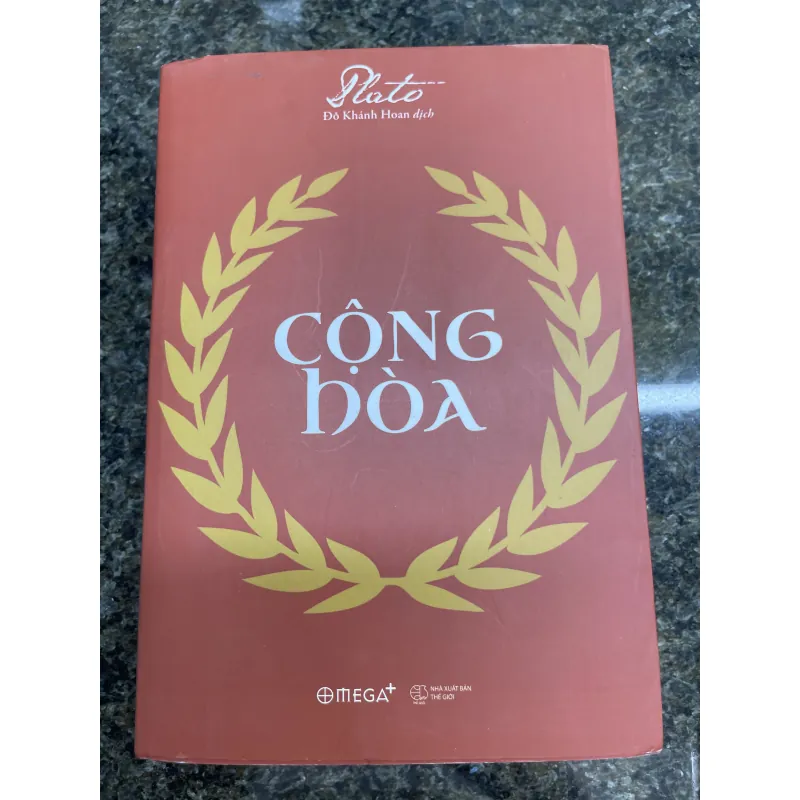 Plato
Đỗ Khánh Hoan dịch
CỘNG
HÒA
OMEGA+
NHÀ XUẤT BẢN
THẾ GIỚI